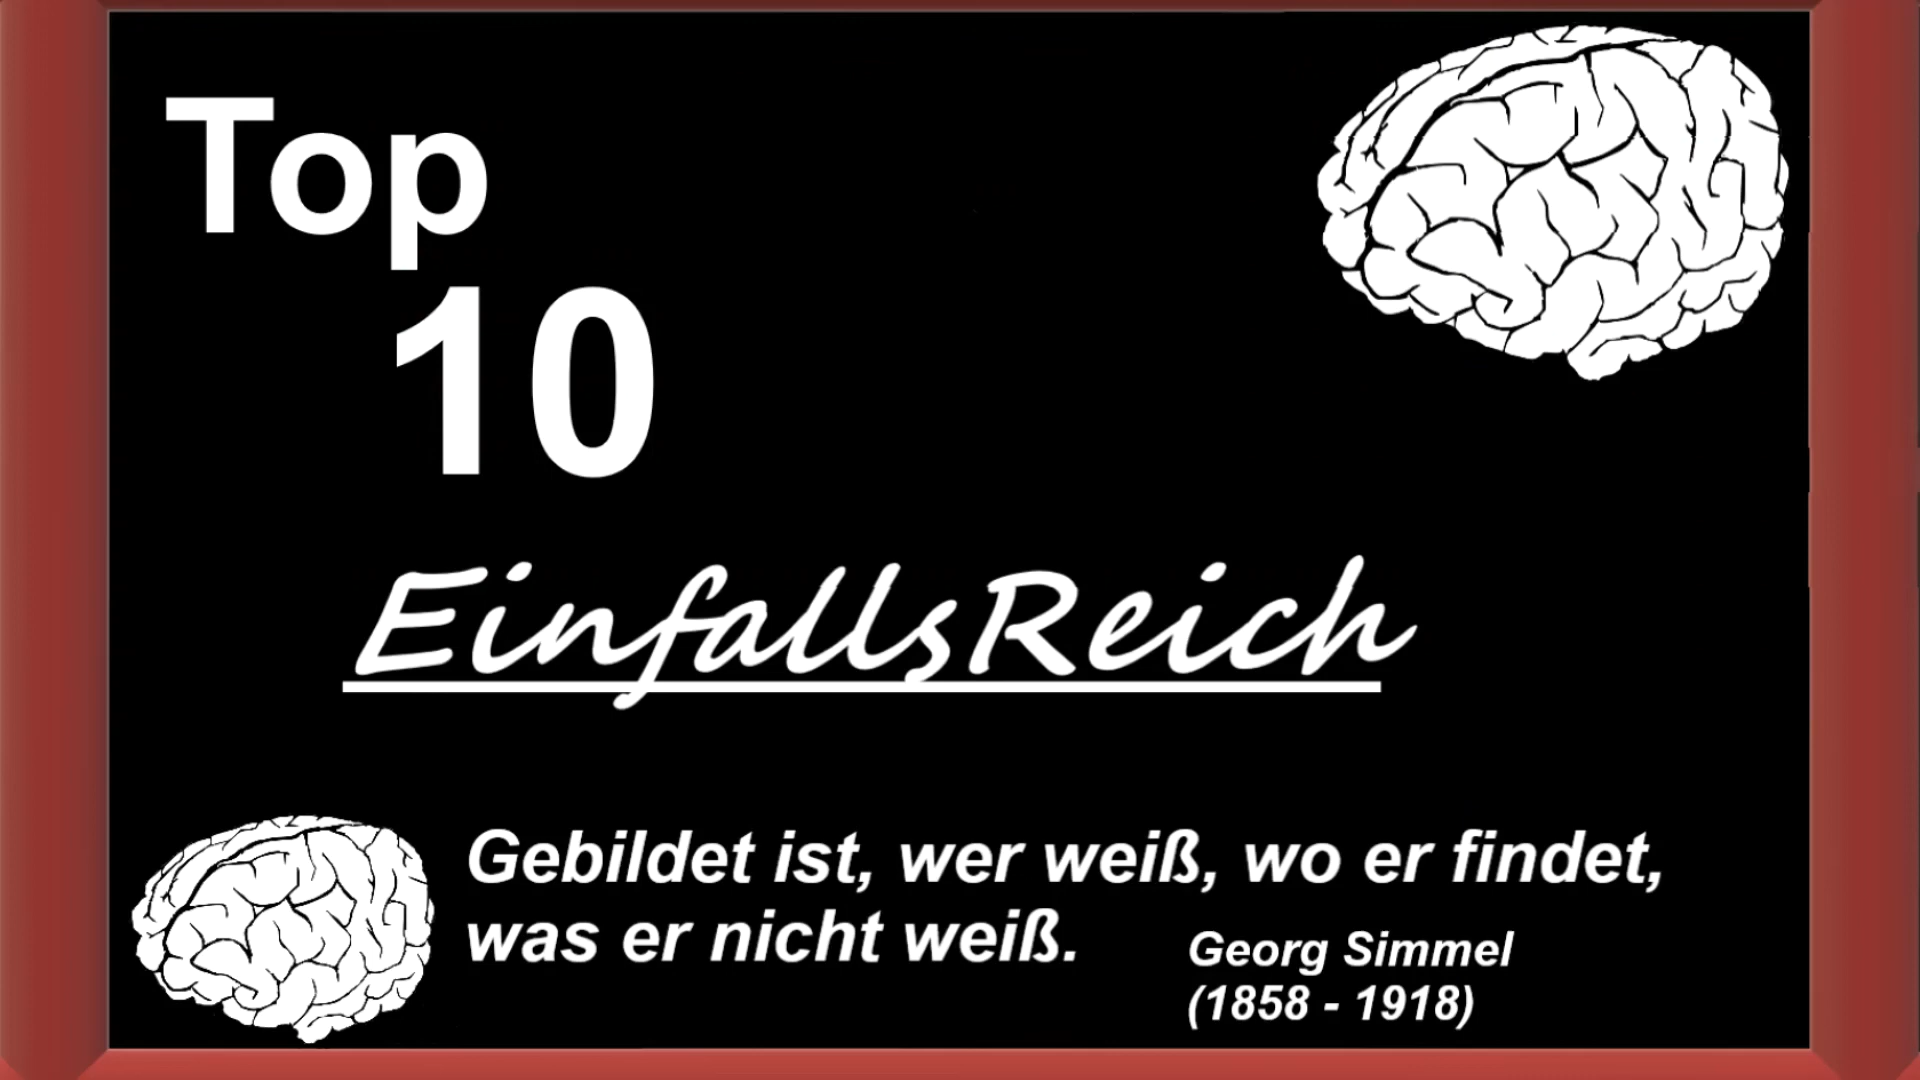 Top
10
EinfallsReich
Gebildet ist, wer weiß, wo er findet,
was er nicht weiß.
Georg Simmel
(1858 - 1918)